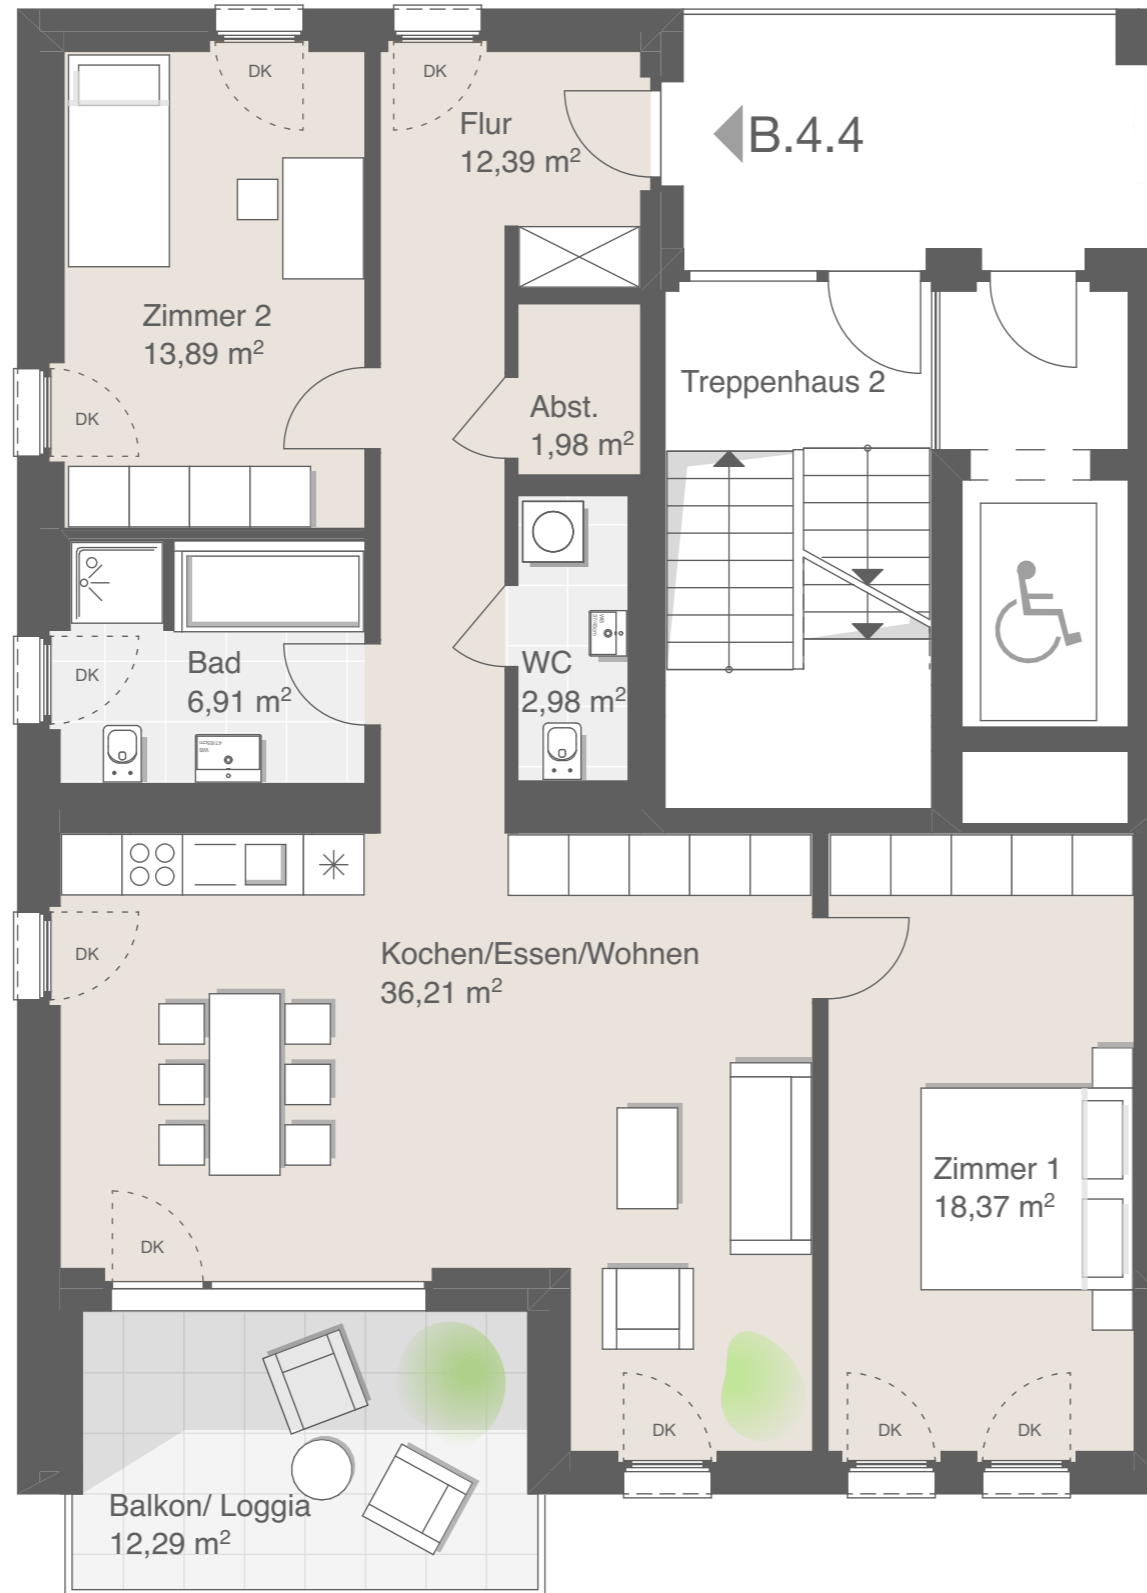 DK
DK
Flur
12,39 m²
B.4.4
Zimmer 2
13,89 m²
Treppenhaus 2
DK
Abst.
1,98 m²
Bad
6,91 m²
DK
WC
2,98 m²
Kochen/Essen/Wohnen
36,21 m²
DK
Zimmer 1
18,37 m²
DK
DK
DK
DK
Balkon/ Loggia
12,29 m²